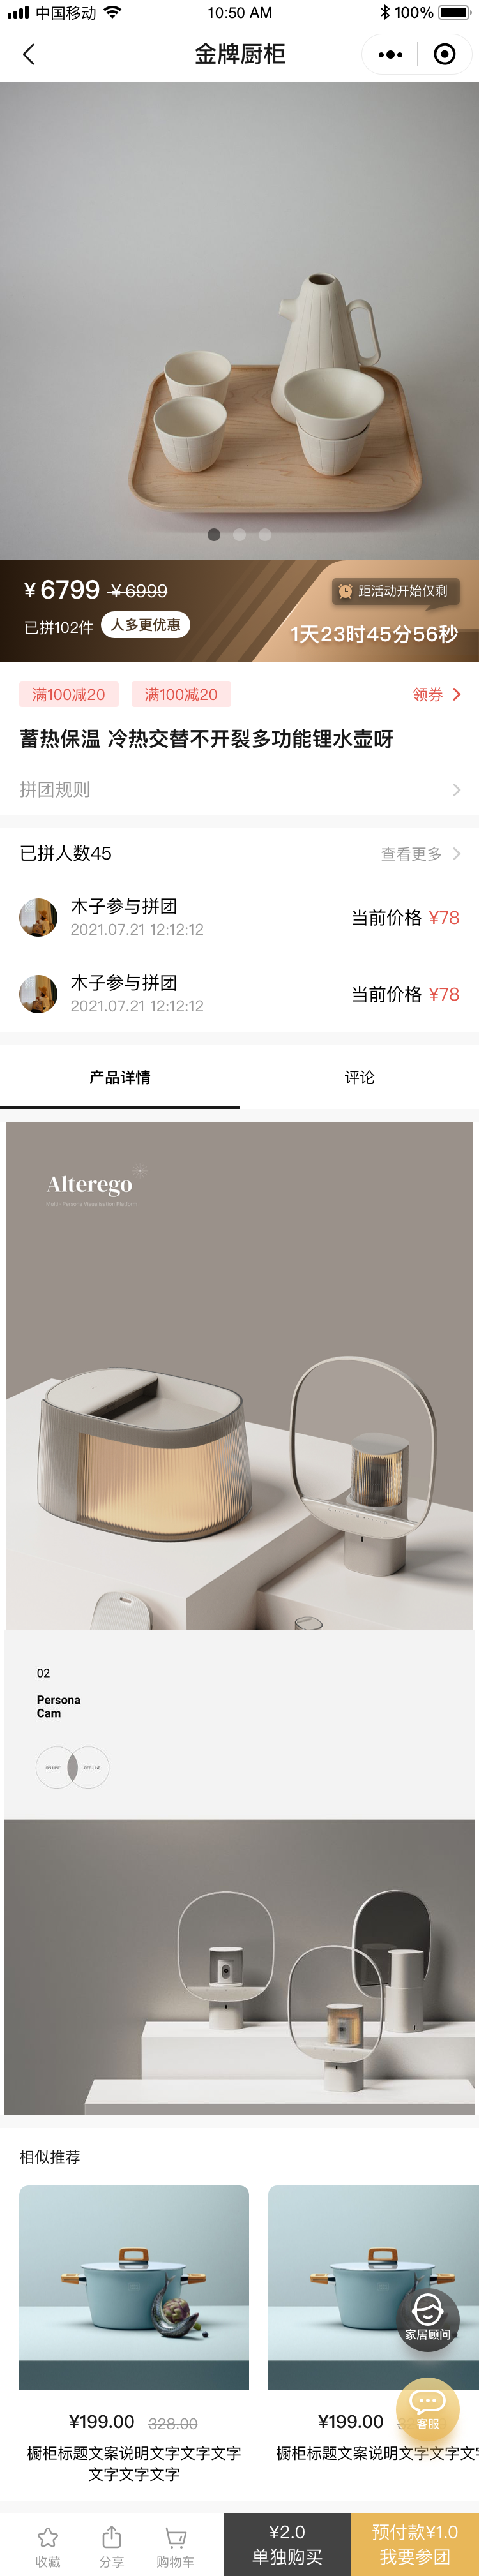 中国移动
10:50 AM
100%
金牌厨柜
¥6799 ¥6999
已拼102件 人多更优惠
距活动开始仅剩
1天23时45分56秒
满100减20 满100减20 领券
蓄热保温 冷热交替不开裂多功能锂水壶呀
拼团规则
已拼人数45 查看更多
木子参与拼团
2021.07.21 12:12:12
当前价格 ¥78
木子参与拼团
2021.07.21 12:12:12
当前价格 ¥78
产品详情 评论
Alterego
Multi Persona Visualisation Platform
02
Persona
Cam
ON-LINE OFF-LINE
相似推荐
家居顾问
¥199.00 328.00
¥199.00
客服
橱柜标题文案说明文字文字文字
文字文字文字
橱柜标题文案说明文字文字文
收藏 分享 购物车
¥2.0
单独购买
预付款¥1.0
我要参团